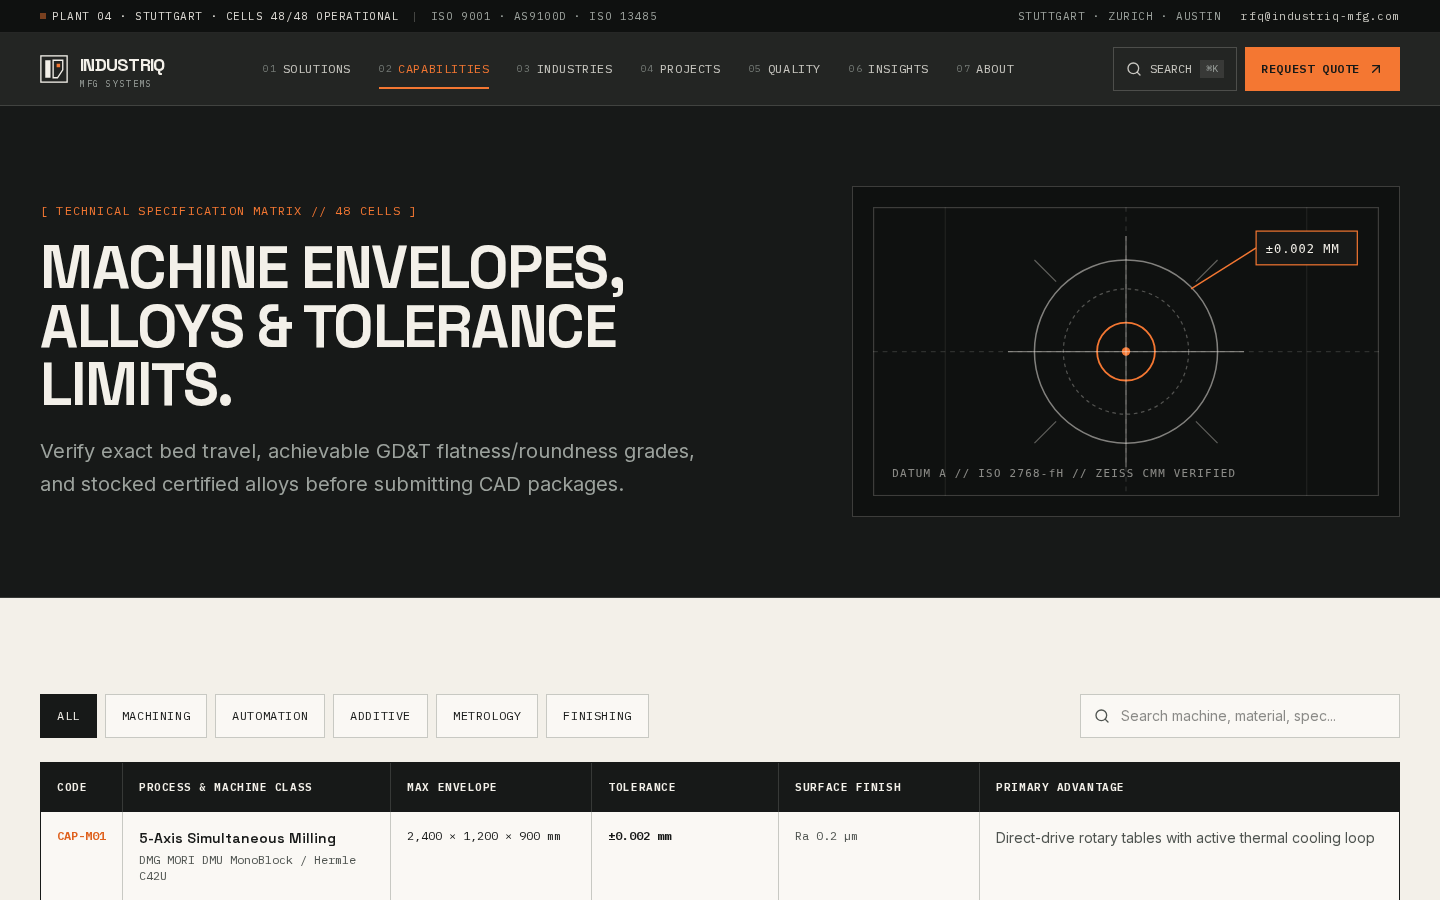 PLANT 04 · STUTTGART · CELLS 48/48 OPERATIONAL | ISO 9001 · AS9100D · ISO 13485
STUTTGART · ZURICH · AUSTIN rfq@industriq-mfg.com
INDUSTRIQ
MFG SYSTEMS
01 SOLUTIONS 02 CAPABILITIES 03 INDUSTRIES 04 PROJECTS 05 QUALITY 06 INSIGHTS 07 ABOUT
SEARCH ⌘K
REQUEST QUOTE
[ TECHNICAL SPECIFICATION MATRIX // 48 CELLS ]
MACHINE ENVELOPES,
ALLOYS & TOLERANCE
LIMITS.
Verify exact bed travel, achievable GD&T flatness/roundness grades,
and stocked certified alloys before submitting CAD packages.
±0.002 MM
DATUM A // ISO 2768-fH // ZEISS CMM VERIFIED
ALL MACHINING AUTOMATION ADDITIVE METROLOGY FINISHING
Search machine, material, spec...
CODE PROCESS & MACHINE CLASS MAX ENVELOPE TOLERANCE SURFACE FINISH PRIMARY ADVANTAGE
CAP-M01 5-Axis Simultaneous Milling 2,400 × 1,200 × 900 mm ±0.002 mm Ra 0.2 µm Direct-drive rotary tables with active thermal cooling loop
DMG MORI DMU MonoBlock / Hermle
C42U